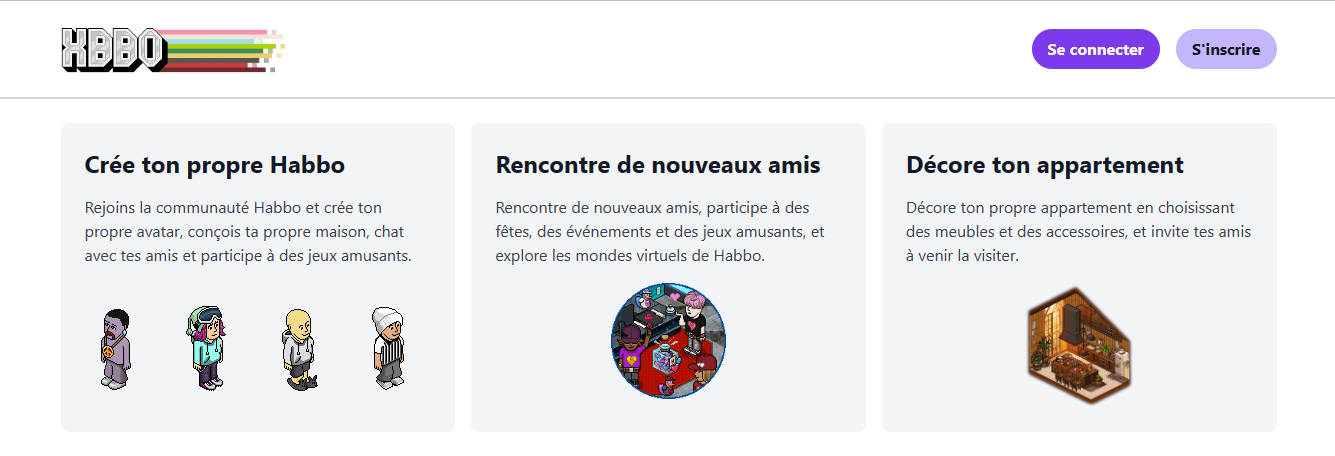 XBBO
Se connecter
S'inscrire
Crée ton propre Habbo
Rejoins la communauté Habbo et crée ton
propre avatar, conçois ta propre maison, chat
avec tes amis et participe à des jeux amusants.
Rencontre de nouveaux amis
Rencontre de nouveaux amis, participe à des
fêtes, des événements et des jeux amusants, et
explore les mondes virtuels de Habbo.
Décore ton appartement
Décore ton propre appartement en choisissant
des meubles et des accessoires, et invite tes amis
à venir la visiter.